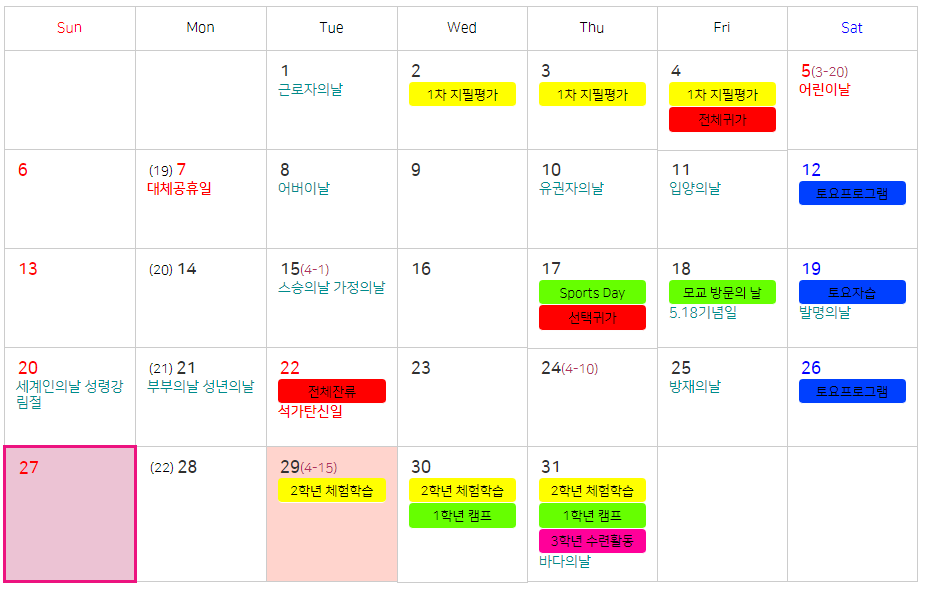 Sun Mon Tue Wed Thu Fri Sat
1 2 3 4 5(3-20)
근로자의날 1차 지필평가 1차 지필평가 1차 지필평가 어린이날
전체귀가
6 (19) 7 8 9 10 11 12
대체공휴일 어버이날 유권자의날 입양의날 토요프로그램
13 (20) 14 15(4-1) 16 17 18 19
스승의날 가정의날 Sports Day 모교 방문의 날 토요자습
선택귀가 5.18기념일 발명의날
20 (21) 21 22 23 24(4-10) 25 26
세계인의날 성령강 부부의날 성년의날 전체잔류 방재의날 토요프로그램
림절 석가탄신일
27 (22) 28 29(4-15) 30 31
2학년 체험학습 2학년 체험학습 2학년 체험학습
1학년 캠프 1학년 캠프
3학년 수련활동
바다의날